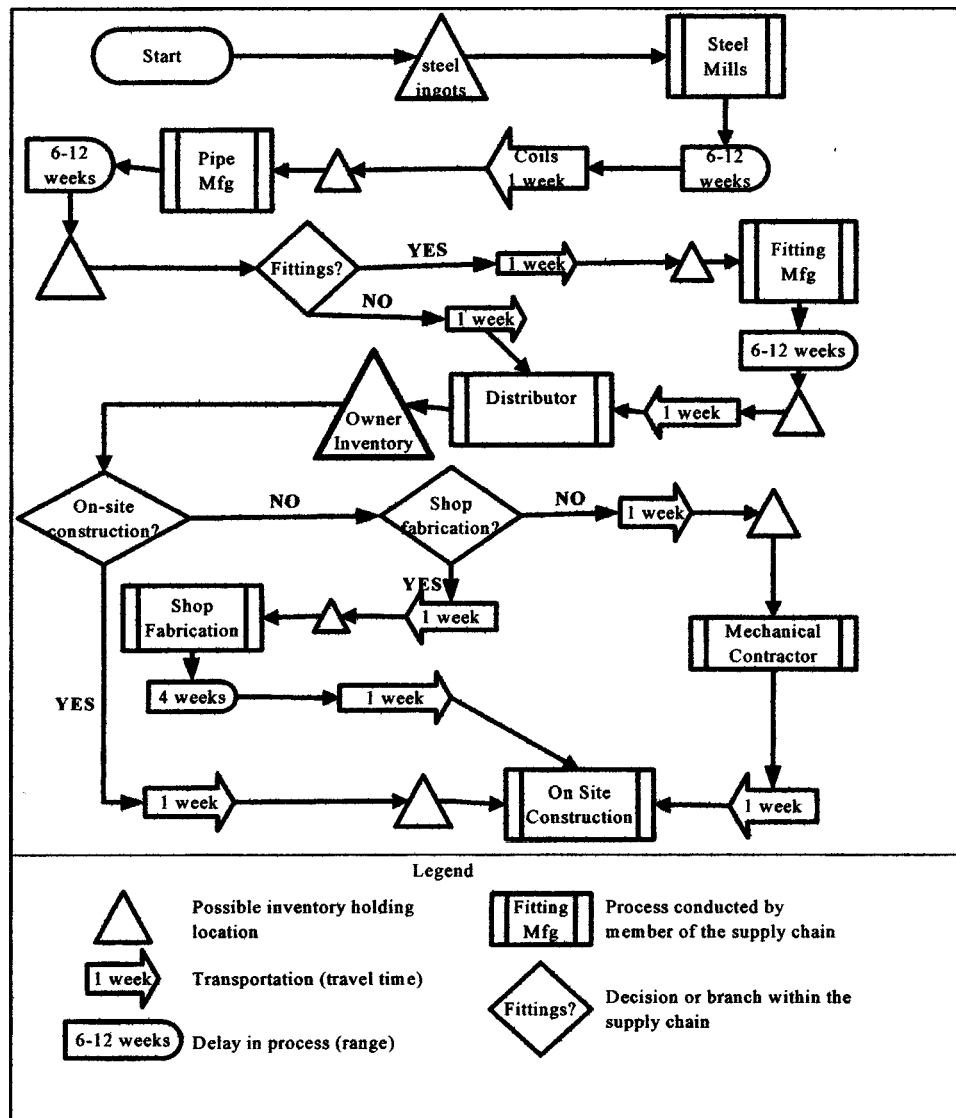 Start
steel
ingots
Steel
Mills
6-12
weeks
Pipe
Mfg
Coils
1 week
6-12
weeks
Fittings?
YES
1 week
Fitting
Mfg
NO
1 week
6-12 weeks
Distributor
1 week
Owner
Inventory
On-site
construction?
NO
Shop
fabrication?
NO
1 week
YES
1 week
Shop
Fabrication
Mechanical
Contractor
4 weeks
1 week
YES
1 week
On Site
Construction
1 week
Legend
Possible inventory holding
location
Fitting
Mfg
Process conducted by
member of the supply chain
1 week
Transportation (travel time)
Fittings?
Decision or branch within the
supply chain
6-12 weeks
Delay in process (range)